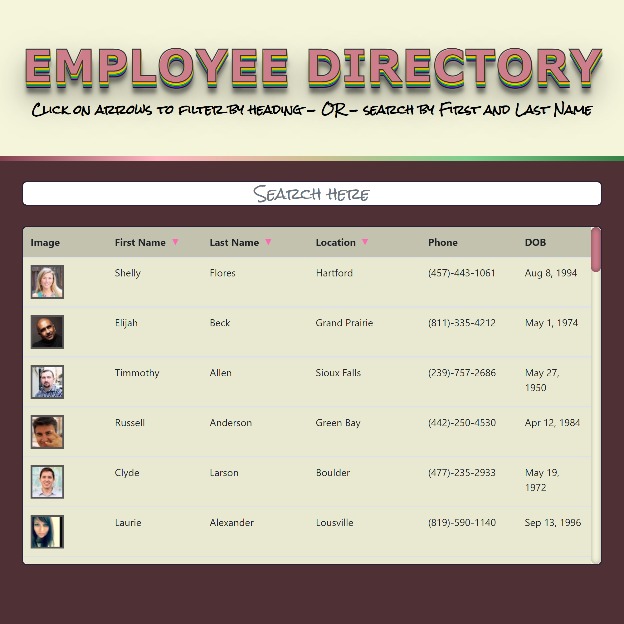 EMPLOYEE DIRECTORY
Click on arrows to filter by heading - OR - search by First and Last Name
Search here
Image First Name ▼ Last Name ▼ Location ▼ Phone DOB
Shelly Flores Hartford (457)-443-1061 Aug 8, 1994
Elijah Beck Grand Prairie (811)-335-4212 May 1, 1974
Timmothy Allen Sioux Falls (239)-757-2686 May 27,
1950
Russell Anderson Green Bay (442)-250-4530 Apr 12, 1984
Clyde Larson Boulder (477)-235-2933 May 19,
1972
Laurie Alexander Lousville (819)-590-1140 Sep 13, 1996